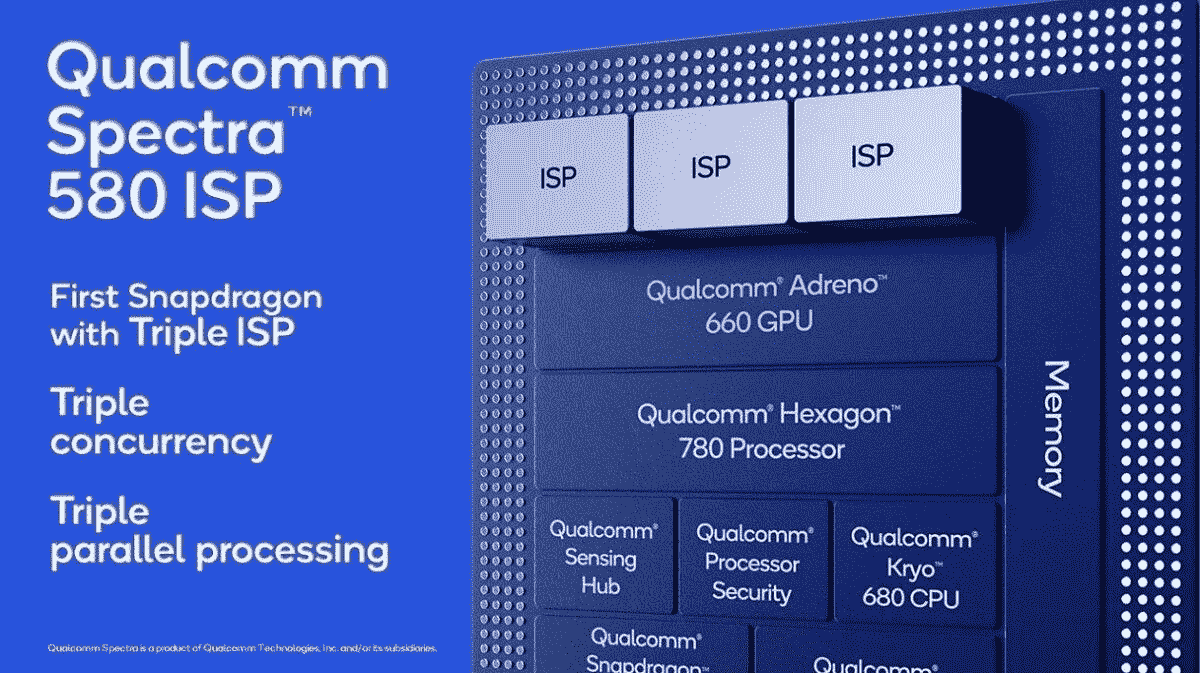 Qualcomm
Spectra™
580 ISP
First Snapdragon
with Triple ISP
Triple
concurrency
Triple
parallel processing
Qualcomm Spectra is a product of Qualcomm Technologies, Inc. and/or its subsidiaries.
ISP
ISP
ISP
Qualcomm® Adreno™
660 GPU
Qualcomm® Hexagon™
780 Processor
Memory
Qualcomm®
Sensing
Hub
Qualcomm®
Processor
Security
Qualcomm®
Kryo™
680 CPU
Qualcomm®
Snapdragon™
Qualcomm®